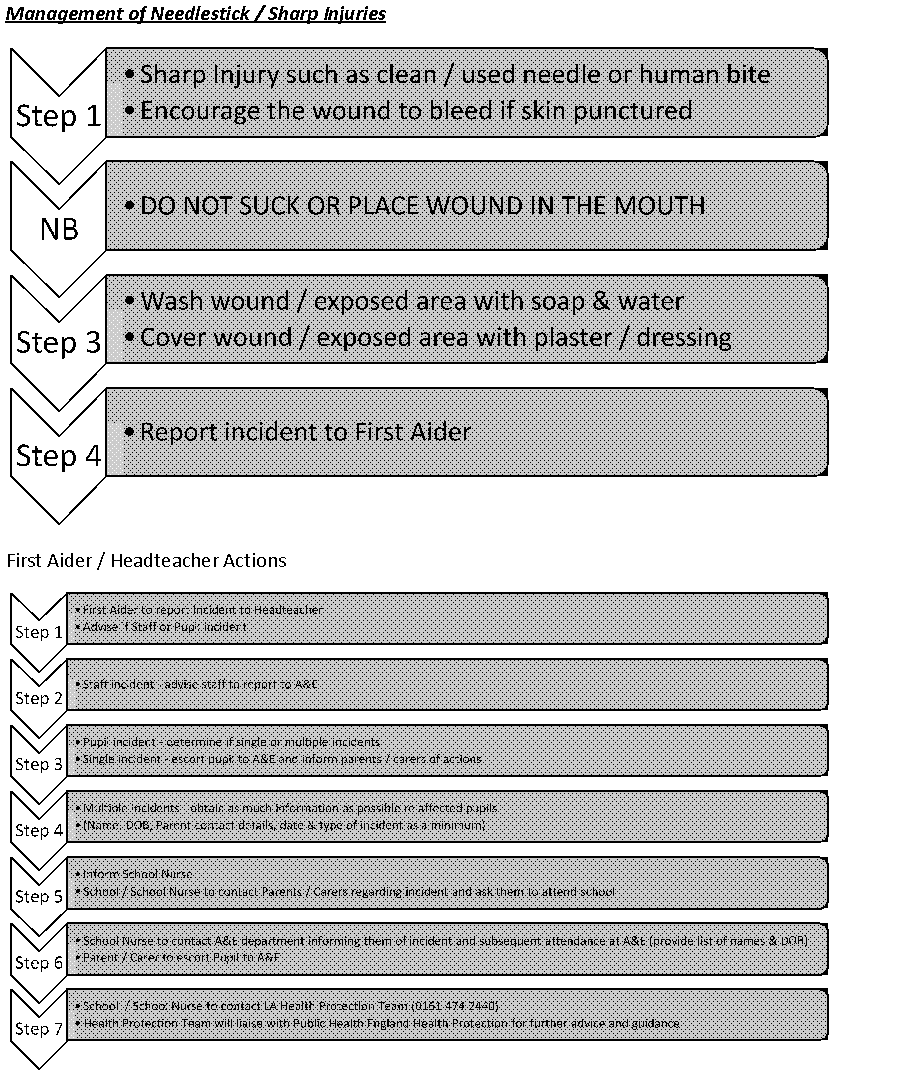 Management of Needlestick / Sharp Injuries
Step 1
• Sharp Injury such as clean / used needle or human bite
• Encourage the wound to bleed if skin punctured
NB
• DO NOT SUCK OR PLACE WOUND IN THE MOUTH
Step 3
• Wash wound / exposed area with soap & water
• Cover wound / exposed area with plaster / dressing
Step 4
• Report incident to First Aider
First Aider / Headteacher Actions
Step 1
• First Aider to report Incident to Headteacher
• Advise if Staff or Pupil incident
Step 2
• Staff incident - advise staff to report to A&E
Step 3
• Pupil incident - determine if single or multiple incidents
• Single incident - escort pupil to A&E and inform parents / carers of actions
Step 4
• Multiple incidents - obtain as much information as possible re affected pupils
• (Name, DOB, Parent contact details, date & type of incident as a minimum)
Step 5
• Inform School Nurse
• School / School Nurse to contact Parents / Carers regarding incident and ask them to attend school
Step 6
• School Nurse to contact A&E department informing them of incident and subsequent attendance at A&E (provide list of names & DOB)
• Parent / Carer to escort Pupil to A&E
Step 7
• School / School Nurse to contact LA Health Protection Team (0161 474 2440)
• Health Protection Team will liaise with Public Health England Health Protection for further advice and guidance